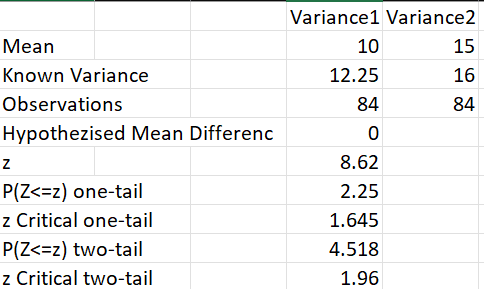 Variance1 Variance2
Mean 10 15
Known Variance 12.25 16
Observations 84 84
Hypothezised Mean Differenc 0
z 8.62
P(Z<=z) one-tail 2.25
z Critical one-tail 1.645
P(Z<=z) two-tail 4.518
z Critical two-tail 1.96